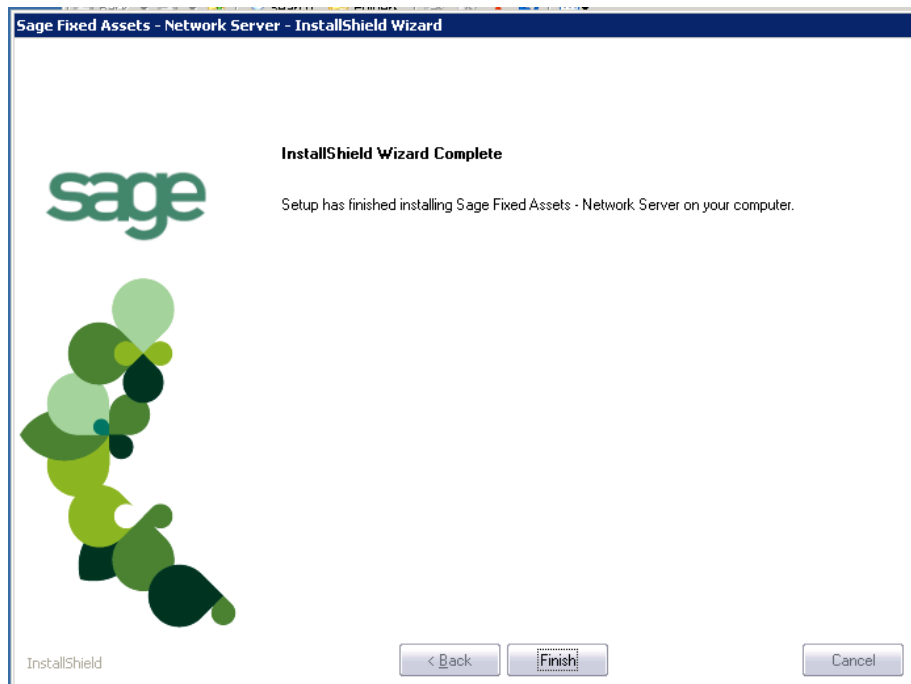 Sage Fixed Assets - Network Server - InstallShield Wizard
InstallShield Wizard Complete
sage
Setup has finished installing Sage Fixed Assets - Network Server on your computer.
InstallShield
< Back
Finish
Cancel